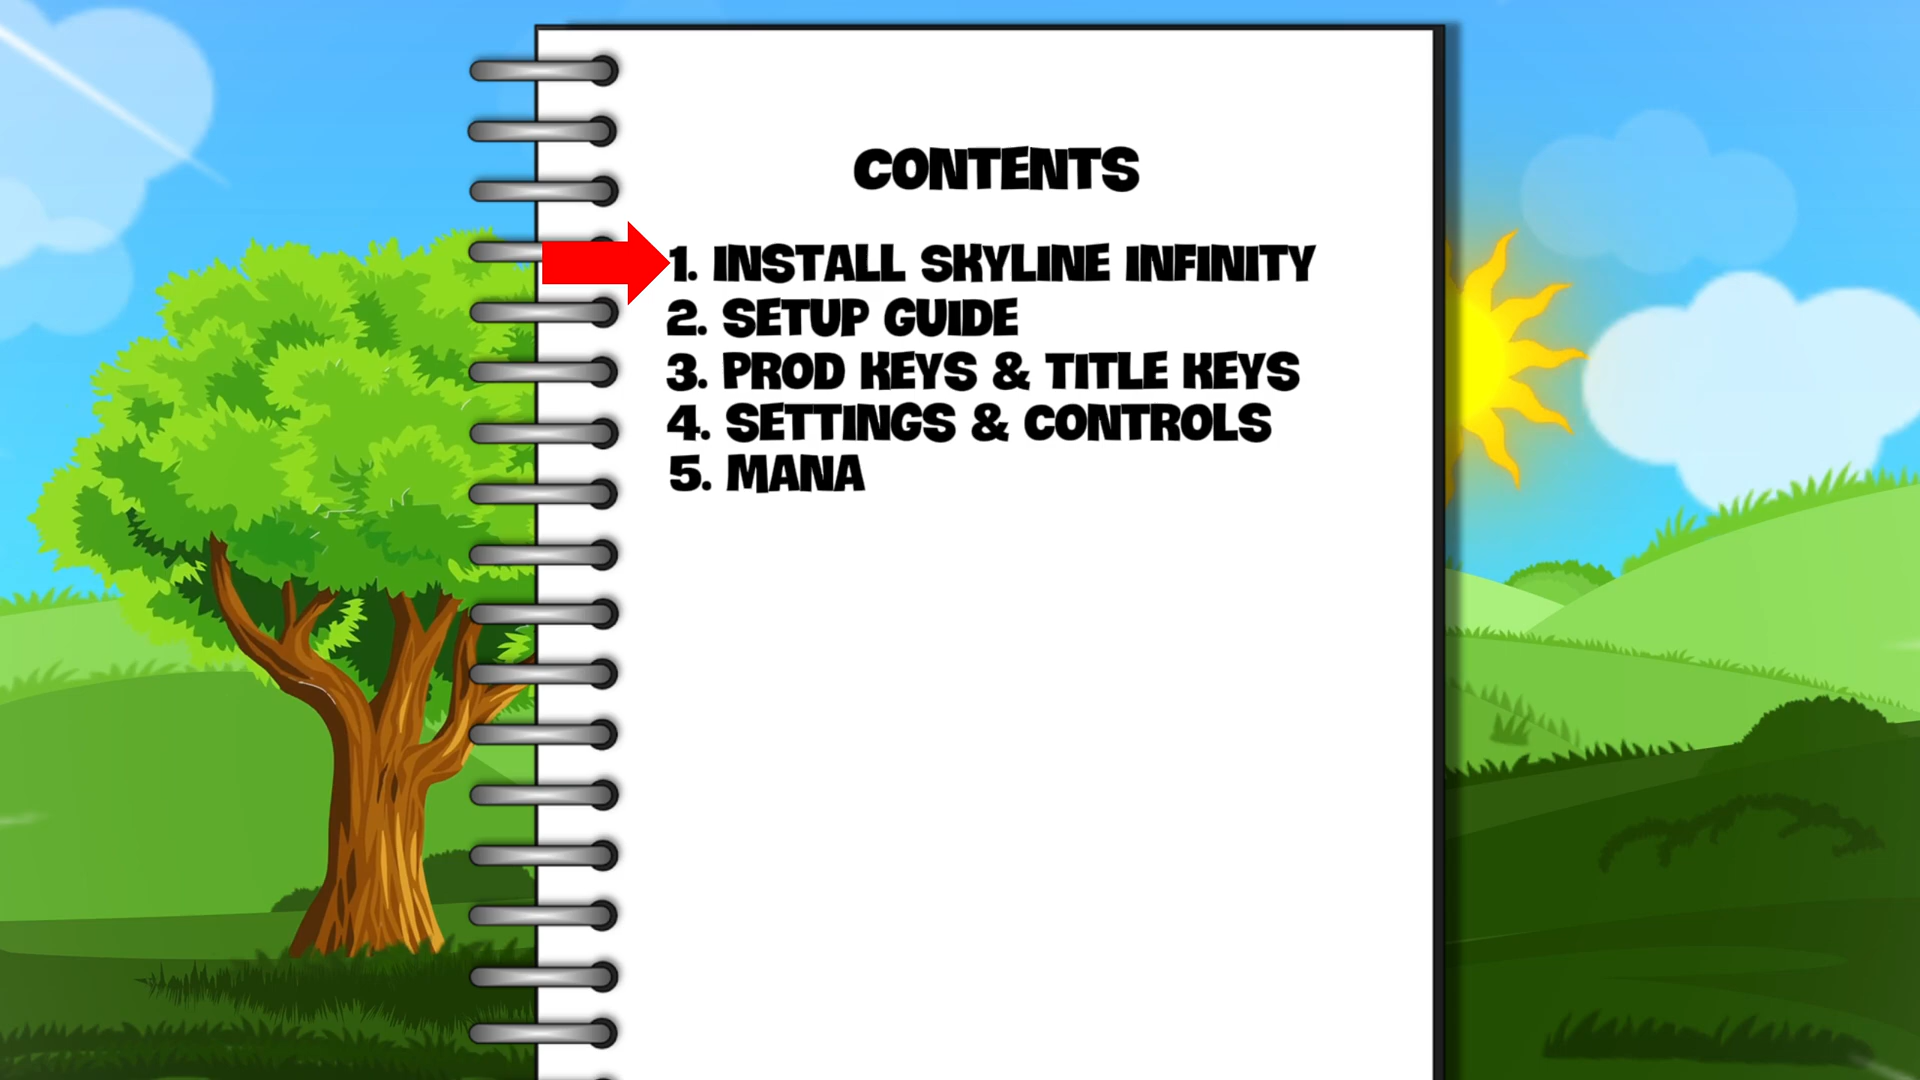 CONTENTS
1. INSTALL SKYLINE INFINITY
2. SETUP GUIDE
3. PROD KEYS & TITLE KEYS
4. SETTINGS & CONTROLS
5. MANA